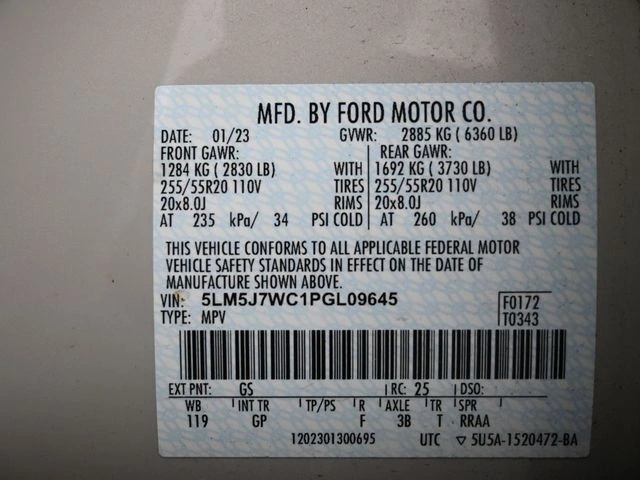 MFD. BY FORD MOTOR CO.
DATE: 01/23 GVWR: 2885 KG ( 6360 LB)
FRONT GAWR: REAR GAWR:
1284 KG ( 2830 LB) WITH 1692 KG ( 3730 LB) WITH
255/55R20 110V TIRES 255/55R20 110V TIRES
20x8.0J RIMS 20x8.0J RIMS
AT 235 kPa/ 34 PSI COLD AT 260 kPa/ 38 PSI COLD
THIS VEHICLE CONFORMS TO ALL APPLICABLE FEDERAL MOTOR
VEHICLE SAFETY STANDARDS IN EFFECT ON THE DATE OF
MANUFACTURE SHOWN ABOVE.
VIN: 5LM5J7WC1PGL09645 F0172
TYPE: MPV T0343
EXT PNT: GS RC: 25 DSO:
WB INT TR TP/PS R AXLE TR SPR
119 GP F 3B T RRAA
1202301300695 UTC ▽ 5U5A-1520472-BA